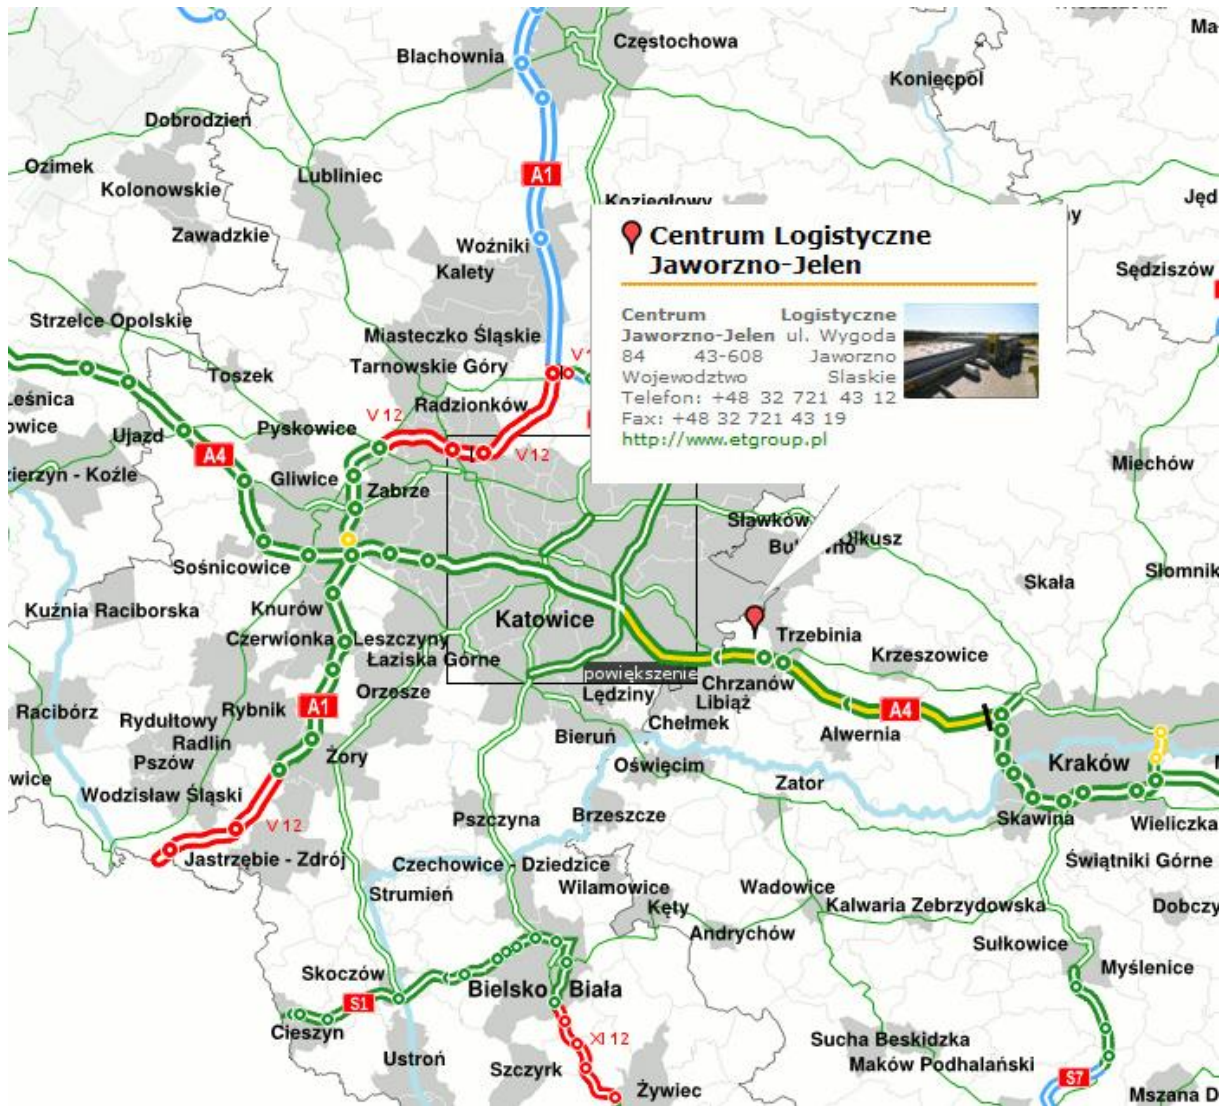 Częstochowa
Blachownia
Koniecpol
Ma
Dobrodzień
Ozimek
Kolonowskie
Lubliniec
A1
Koziegłowy
Jęd
Zawadzkie
Woźniki
Kalety
Centrum Logistyczne
Jaworzno-Jelen
Sędziszów
Strzelce Opolskie
Miasteczko Śląskie
Centrum Logistyczne
Jaworzno-Jelen ul. Wygoda
84 43-608 Jaworzno
Wojewodztwo Slaskie
Telefon: +48 32 721 43 12
Fax: +48 32 721 43 19
http://www.etgroup.pl
Tarnowskie Góry
Toszek
Leśnica
Radzionków
V 12
owice
Ujazd
Pyskowice
A4
V 12
Miechów
zierzyn - Koźle
Gliwice
Zabrze
Sławków
Olkusz
Sośnicowice
Skała
Słomnik
Kuźnia Raciborska
Knurów
Katowice
Czerwionka
Leszczyny
Trzebinia
Łaziska Górne
Krzeszowice
powiększenie
Orzesze
Lędziny
Chrzanów
Libiąż
Racibórz
Rydułtowy
Rybnik
A1
Chełmek
A4
Radlin
Bieruń
Alwernia
Pszów
Żory
Oświęcim
Kraków
wice
Wodzisław Śląski
Zator
V 12
Pszczyna
Brzeszcze
Skawina
Wieliczka
Jastrzębie - Zdrój
Czechowice - Dziedzice
Świątniki Górne
Strumień
Wilamowice
Wadowice
Kęty
Kalwaria Zebrzydowska
Dobczy
Andrychów
Sułkowice
Skoczów
Myślenice
Bielsko
Biała
S1
Cieszyn
XI 12
Sucha Beskidzka
Ustroń
Szczyrk
Maków Podhalański
S7
Żywiec
Mszana D